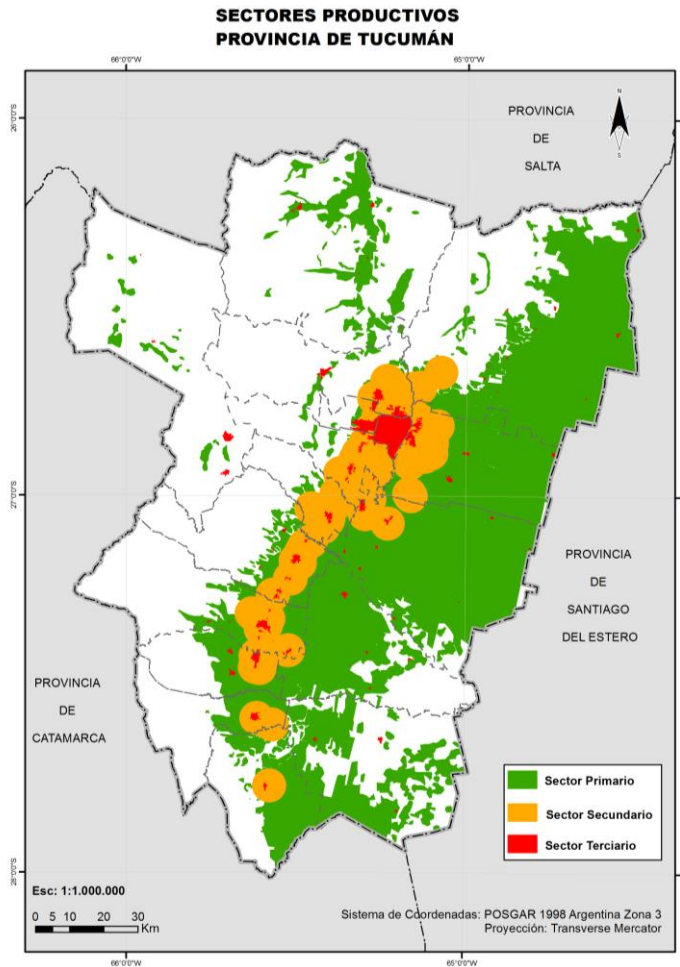 SECTORES PRODUCTIVOS
PROVINCIA DE TUCUMÁN
66°0'0"W
65°0'0"W
26°0'0"S
PROVINCIA
DE
SALTA
27°0'0"S
PROVINCIA
DE
SANTIAGO
DEL ESTERO
PROVINCIA
DE
CATAMARCA
N
S
Sector Primario
Sector Secundario
Sector Terciario
28°0'0"S
Esc: 1:1.000.000
0 5 10 20 30
Km
Sistema de Coordenadas: POSGAR 1998 Argentina Zona 3
Proyección: Transverse Mercator
66°0'0"W
65°0'0"W